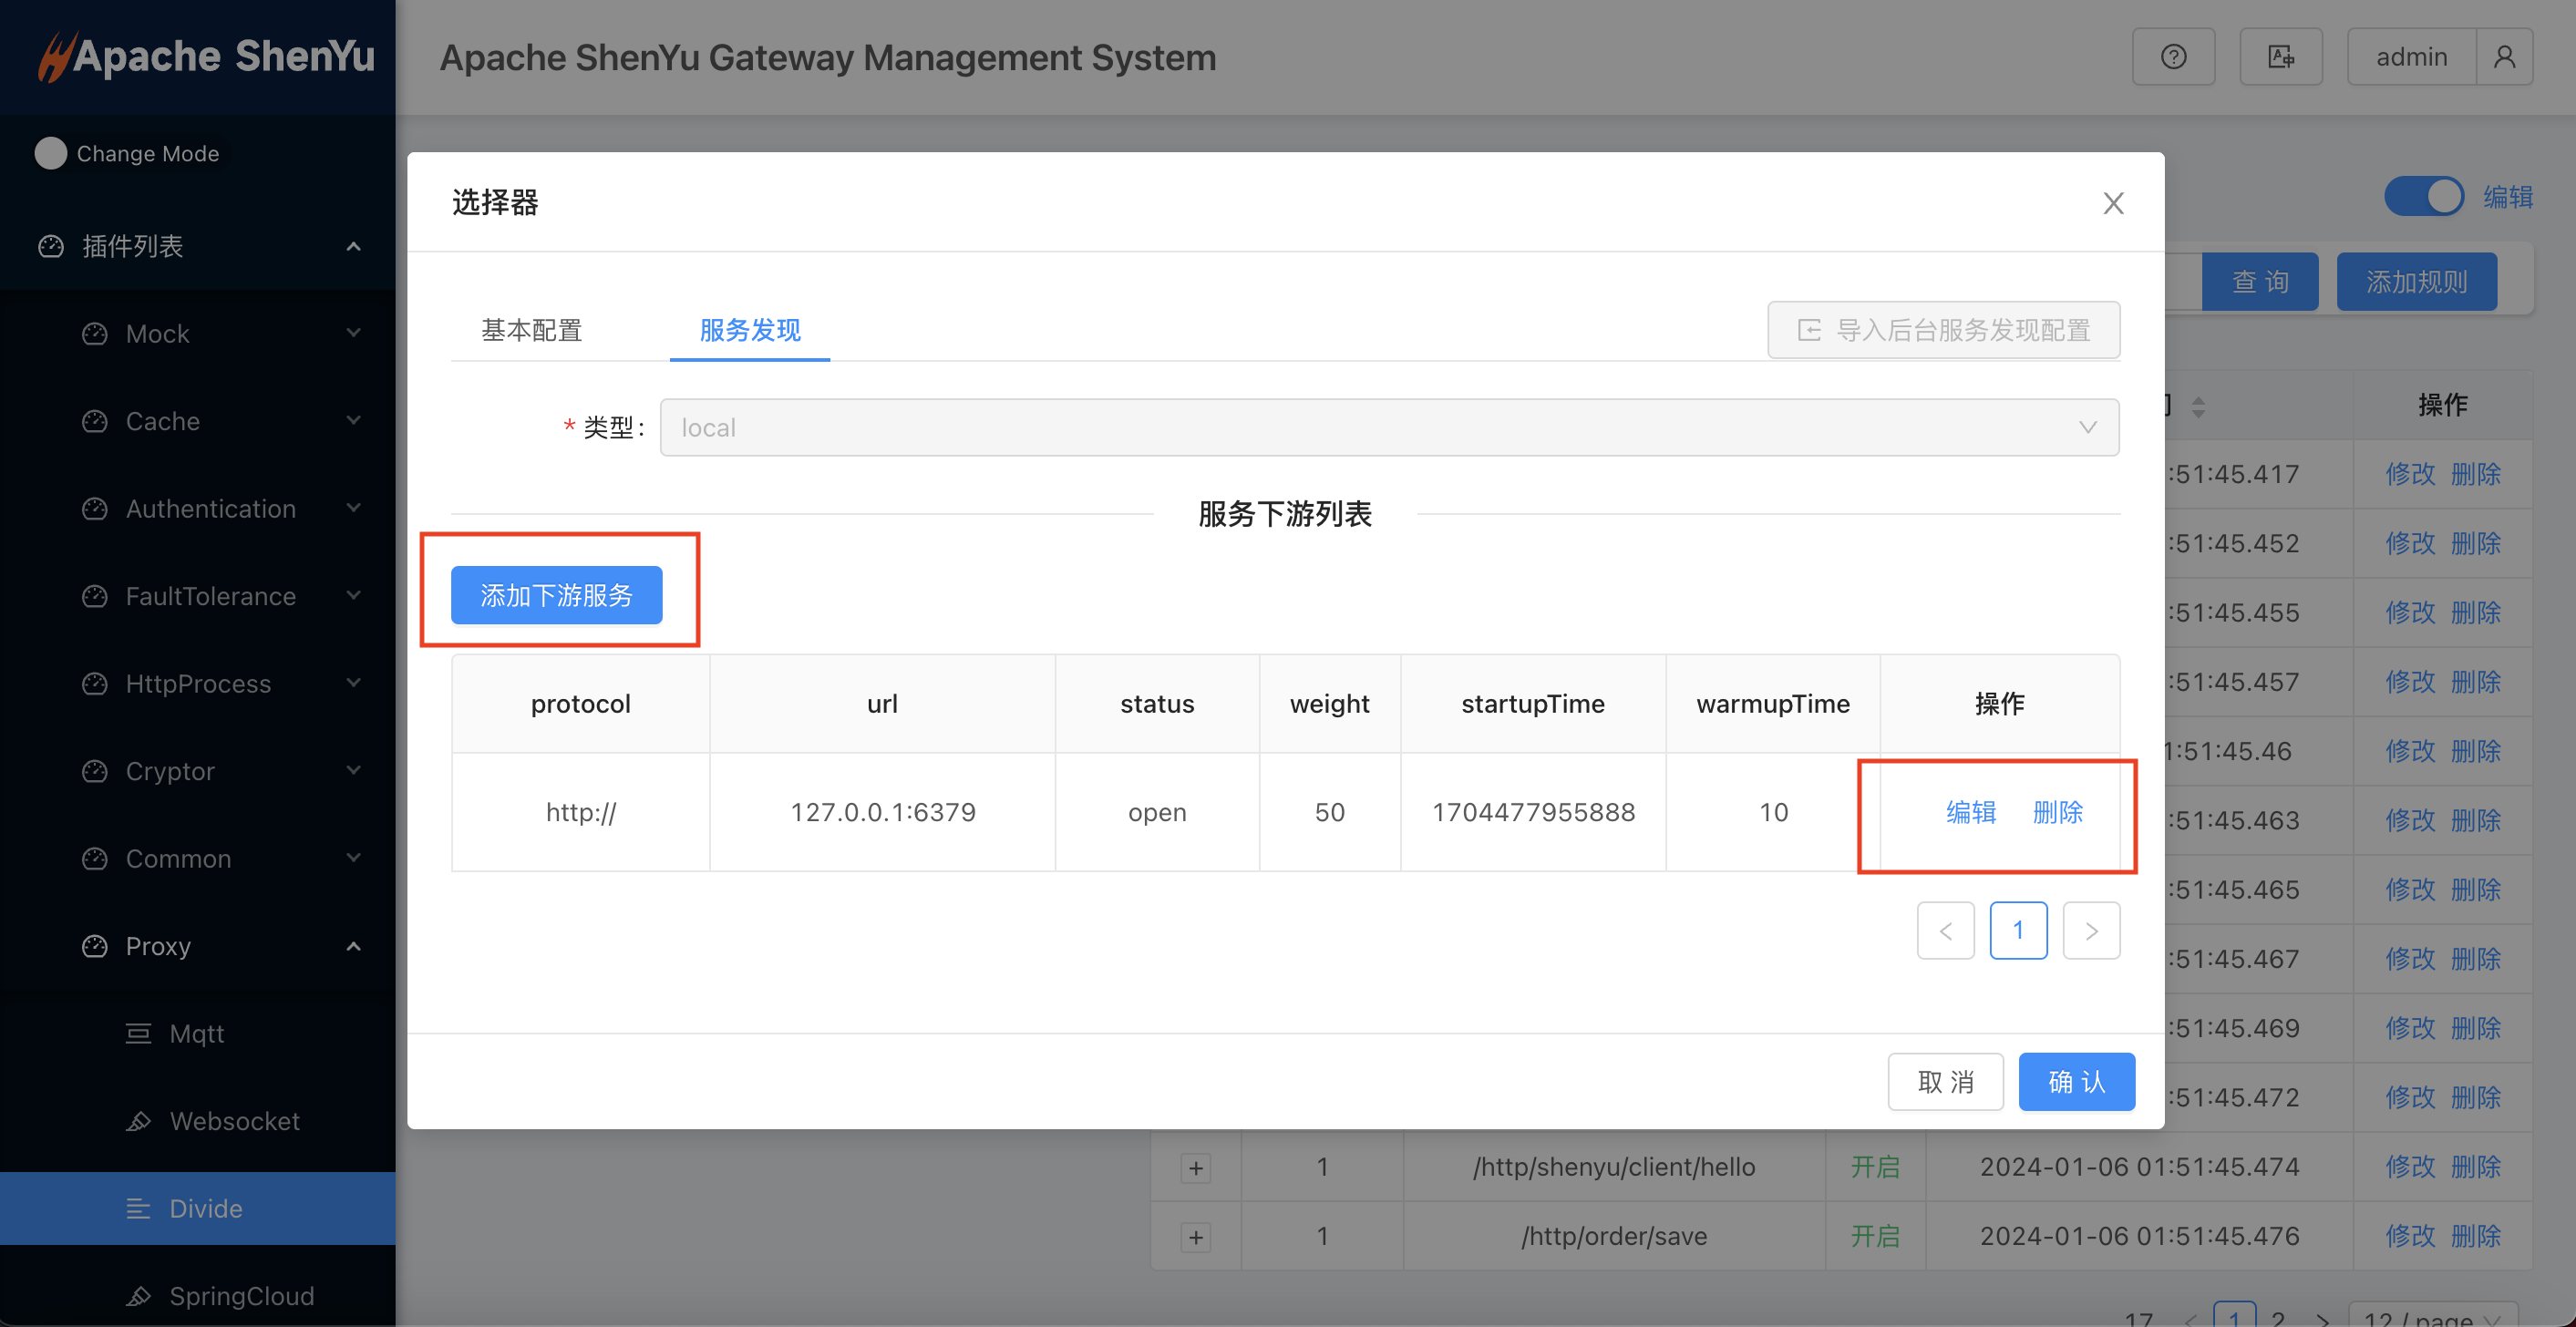 Apache ShenYu
Apache ShenYu Gateway Management System
admin
Change Mode
插件列表
Mock
Cache
Authentication
FaultTolerance
HttpProcess
Cryptor
Common
Proxy
Mqtt
Websocket
Divide
SpringCloud
编辑
查 询
添加规则
选择器
X
基本配置
服务发现
导入后台服务发现配置
* 类型:
local
服务下游列表
添加下游服务
protocol url status weight startupTime warmupTime 操作
http:// 127.0.0.1:6379 open 50 1704477955888 10 编辑 删除
< 1 >
取 消
确 认
操作
:51:45.417 修改 删除
:51:45.452 修改 删除
:51:45.455 修改 删除
:51:45.457 修改 删除
1:51:45.46 修改 删除
:51:45.463 修改 删除
:51:45.465 修改 删除
:51:45.467 修改 删除
:51:45.469 修改 删除
:51:45.472 修改 删除
+ 1 /http/shenyu/client/hello 开启 2024-01-06 01:51:45.474 修改 删除
+ 1 /http/order/save 开启 2024-01-06 01:51:45.476 修改 删除
17 < 1 2 > 12 / page